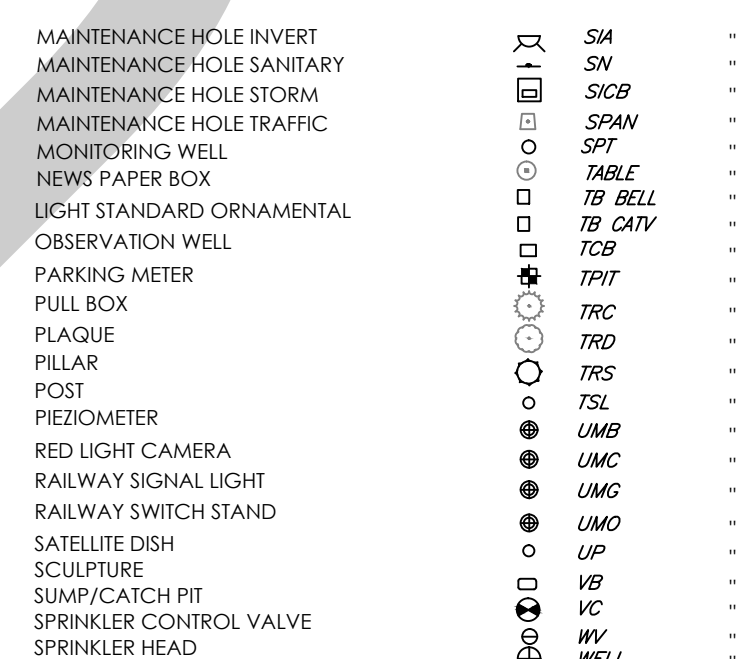 MAINTENANCE HOLE INVERT SIA "
MAINTENANCE HOLE SANITARY SN "
MAINTENANCE HOLE STORM SICB "
MAINTENANCE HOLE TRAFFIC SPAN "
MONITORING WELL SPT "
NEWS PAPER BOX TABLE "
TB BELL "
LIGHT STANDARD ORNAMENTAL TB CATV "
OBSERVATION WELL TCB "
PARKING METER TPIT "
PULL BOX TRC "
PLAQUE TRD "
PILLAR TRS "
POST TSL "
PIEZIOMETER UMB "
RED LIGHT CAMERA UMC "
RAILWAY SIGNAL LIGHT UMG "
RAILWAY SWITCH STAND UMO "
SATELLITE DISH UP "
SCULPTURE VB "
SUMP/CATCH PIT VC "
SPRINKLER CONTROL VALVE WV "
SPRINKLER HEAD WELL "